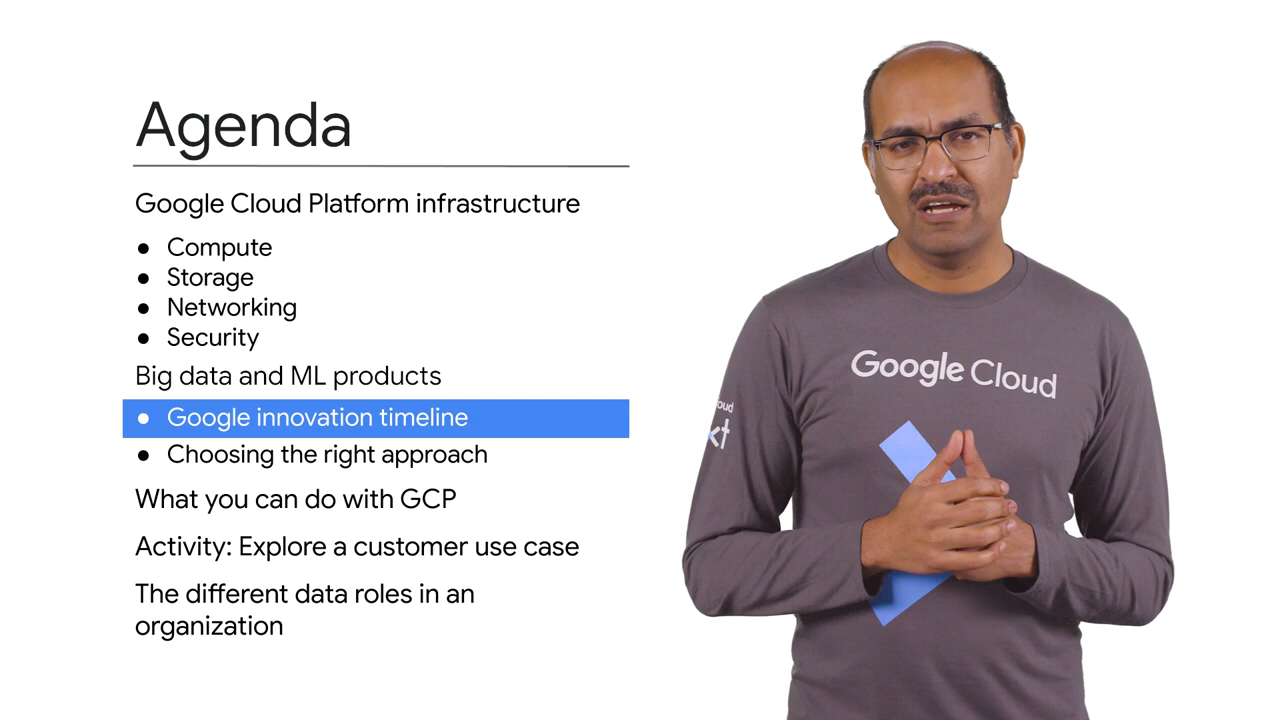 Agenda
Google Cloud Platform infrastructure
● Compute
● Storage
● Networking
● Security
Big data and ML products
● Google innovation timeline
● Choosing the right approach
What you can do with GCP
Activity: Explore a customer use case
The different data roles in an
organization
Google Cloud